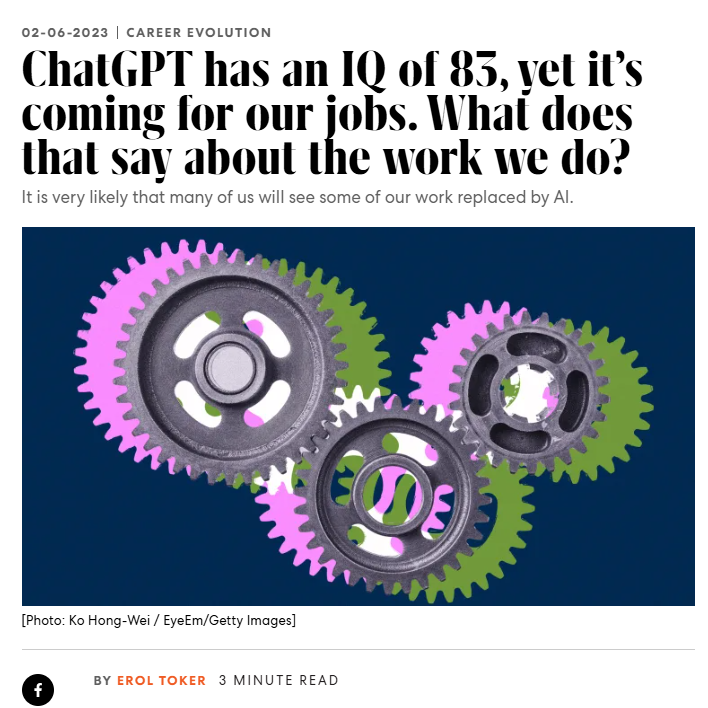 02-06-2023 | CAREER EVOLUTION
ChatGPT has an IQ of 83, yet it's
coming for our jobs. What does
that say about the work we do?
It is very likely that many of us will see some of our work replaced by AI.
[Photo: Ko Hong-Wei / EyeEm/Getty Images]
BY EROL TOKER 3 MINUTE READ